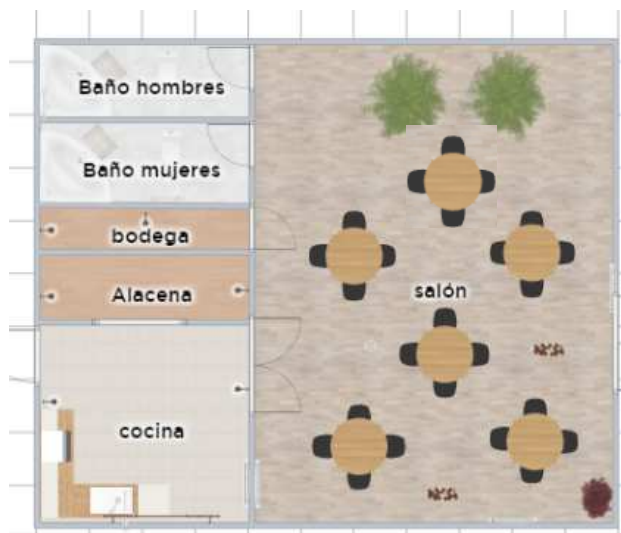 Baño hombres
Baño mujeres
bodega
Alacena
salón
cocina